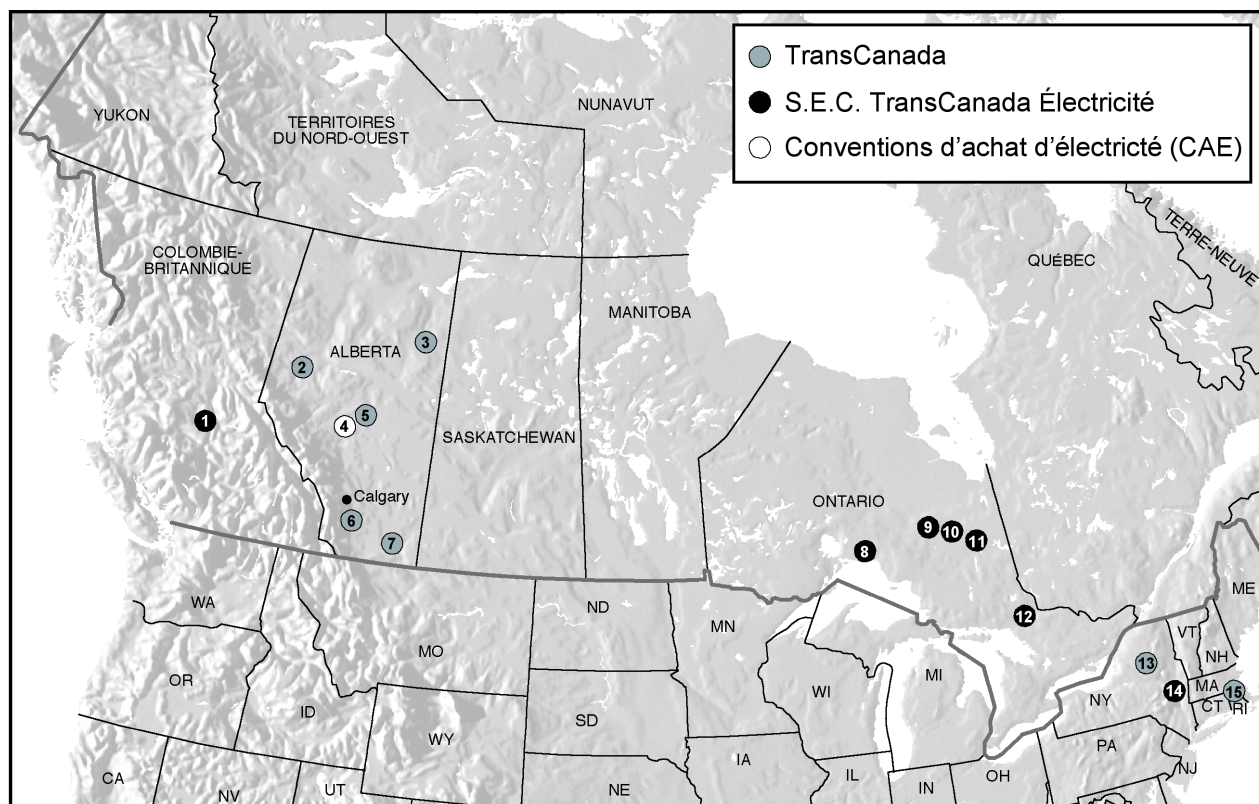 TransCanada
S.E.C. TransCanada Électricité
Conventions d’achat d’électricté (CAE)
YUKON
TERRITOIRES
DU NORD-OUEST
NUNAVUT
COLOMBIE-
BRITANNIQUE
QUÉBEC
TERRE-NEUVE
MANITOBA
ALBERTA
3
2
5
4
1
SASKATCHEWAN
Calgary
6
7
ONTARIO
9
10
11
8
12
WA
ND
MN
ME
VT
NH
MO
OR
ID
SD
WI
MI
13
NY
14
MA
15
CT
RI
WY
PA
NJ
CA
NV
UT
NE
IA
IL
IN
OH